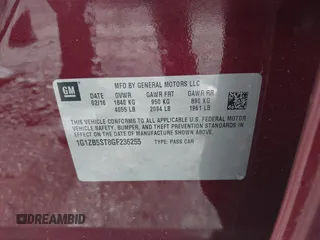 GM
MFD BY GENERAL MOTORS LLC
DATE GVWR GAWR FRT GAWR RR
02/16 1840 KG 950 KG 890 KG
4055 LB 2094 LB 1961 LB
THIS VEHICLE CONFORMS TO ALL APPLICABLE U.S. FEDERAL MOTOR
VEHICLE SAFETY, BUMPER, AND THEFT PREVENTION STANDARDS
IN EFFECT ON THE DATE OF MANUFACTURE SHOWN ABOVE.
1G1ZB5ST8GF236255 TYPE: PASS CAR
DREAMBID